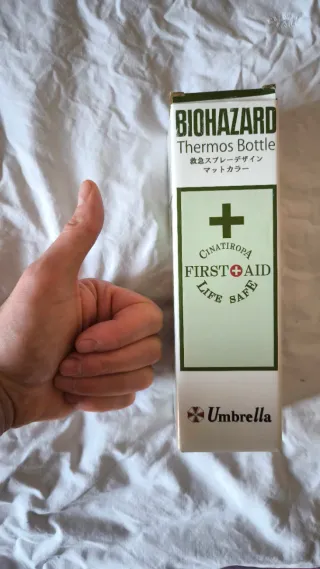 BIOHAZARD
Thermos Bottle
救急スプレーデザイン
マットカラー
CINATIROPA
FIRST AID
LIFE SAFE
Umbrella